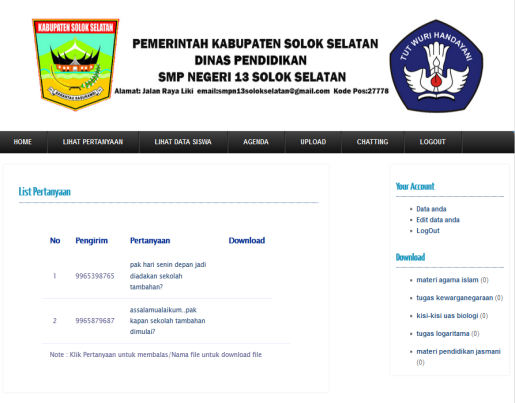 KABUPATEN SOLOK SELATAN
SARANTAU SASURAMBI
PEMERINTAH KABUPATEN SOLOK SELATAN
DINAS PENDIDIKAN
SMP NEGERI 13 SOLOK SELATAN
Alamat: Jalan Raya Liki email:smpn13solokselatan@gmail.com Kode Pos:27778
TUT WURI HANDAYANI
HOME LIHAT PERTANYAAN LIHAT DATA SISWA AGENDA UPLOAD CHATTING LOGOUT
List Pertanyaan
No Pengirim Pertanyaan Download
1 9965398765 pak hari senin depan jadi
diadakan sekolah
tambahan?
2 9965879687 assalamualaikum..pak
kapan sekolah tambahan
dimulai?
Note : Klik Pertanyaan untuk membalas/Nama file untuk download file
Your Account
Data anda
Edit data anda
LogOut
Download
materi agama islam (0)
tugas kewarganegaraan (0)
kisi-kisi uas biologi (0)
tugas logaritama (0)
materi pendidikan jasmani
(0)